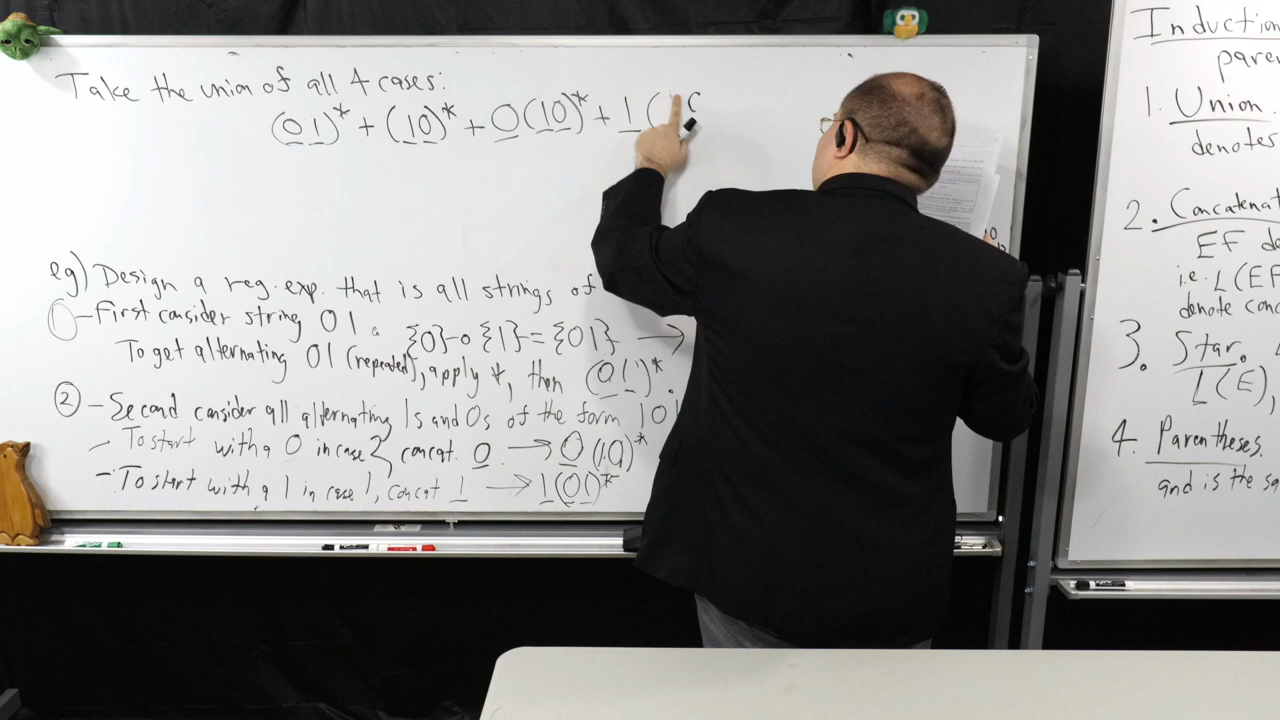 Take the union of all 4 cases:
(01)* + (10)* + 0(10)* + 1(
eg) Design a reg. exp. that is all strings of
① - First consider string 01. {0}∘{1} = {01} →
To get alternating 01 (repeated), apply *, then (01)*.
② - Second consider all alternating 1s and 0s of the form 101
- To start with a 0 in case 2, concat. 0 → 0(10)*
- To start with a 1 in case 1, concat 1 → 1(01)*
Induction
1. Union
denotes
2. Concatenat
EF de
i.e. L(EF
denote conc
3. Star.
L(E),
4. Parentheses.
and is the sa